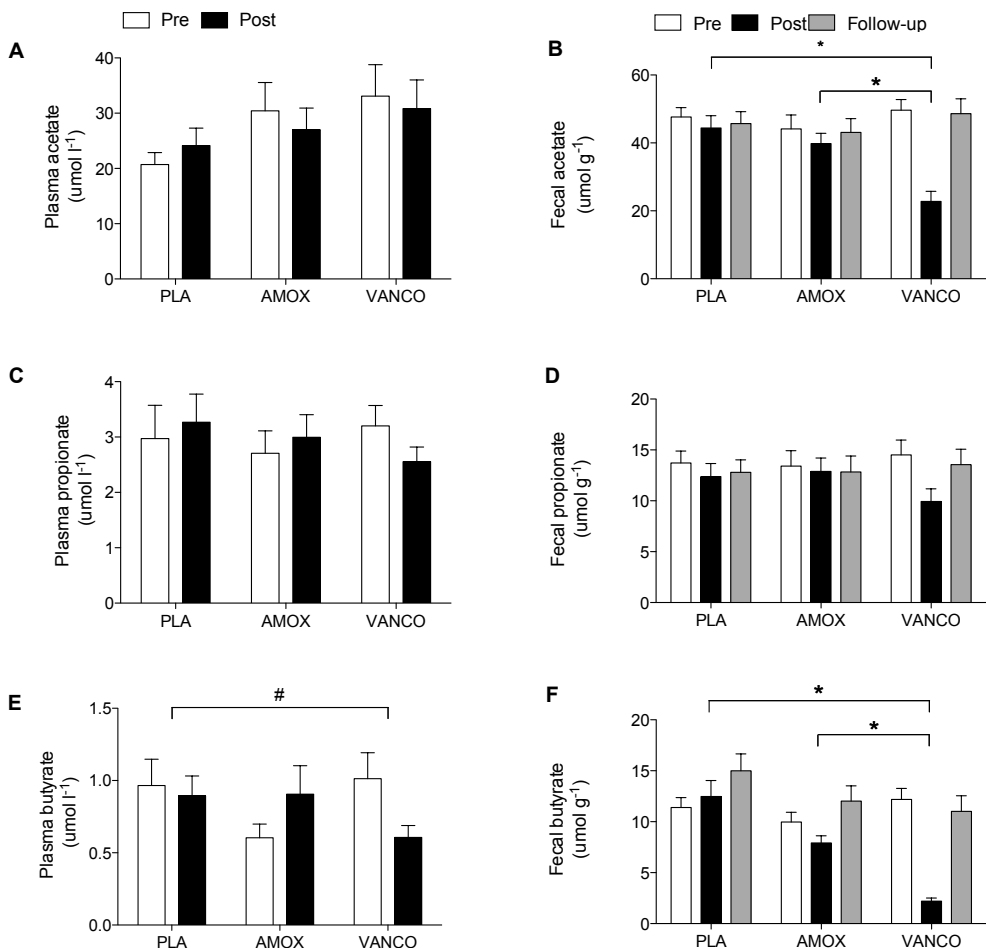 Pre Post
Pre Post Follow-up
A
Plasma acetate
(umol l-1)
40
30
20
10
0
PLA AMOX VANCO
B
Fecal acetate
(umol g-1)
60
40
20
0
*
*
PLA AMOX VANCO
C
Plasma propionate
(umol l-1)
4
3
2
1
0
PLA AMOX VANCO
D
Fecal propionate
(umol g-1)
20
15
10
5
0
PLA AMOX VANCO
E
Plasma butyrate
(umol l-1)
1.5
1.0
0.5
0.0
#
PLA AMOX VANCO
F
Fecal butyrate
(umol g-1)
20
15
10
5
0
*
*
PLA AMOX VANCO